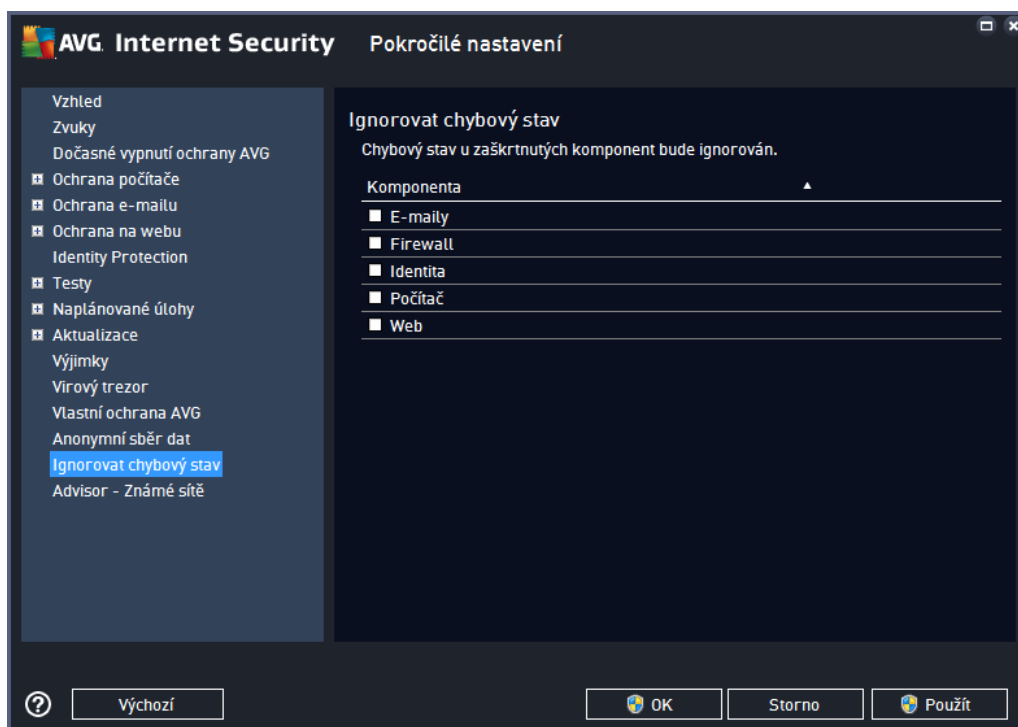 AVG. Internet Security Pokročilé nastavení
Vzhled
Zvuky
Dočasné vypnutí ochrany AVG
Ochrana počítače
Ochrana e-mailu
Ochrana na webu
Identity Protection
Testy
Naplánované úlohy
Aktualizace
Výjimky
Virový trezor
Vlastní ochrana AVG
Anonymní sběr dat
Ignorovat chybový stav
Advisor - Známé sítě
Ignorovat chybový stav
Chybový stav u zaškrtnutých komponent bude ignorován.
Komponenta
E-maily
Firewall
Identita
Počítač
Web
Výchozí
OK
Storno
Použít